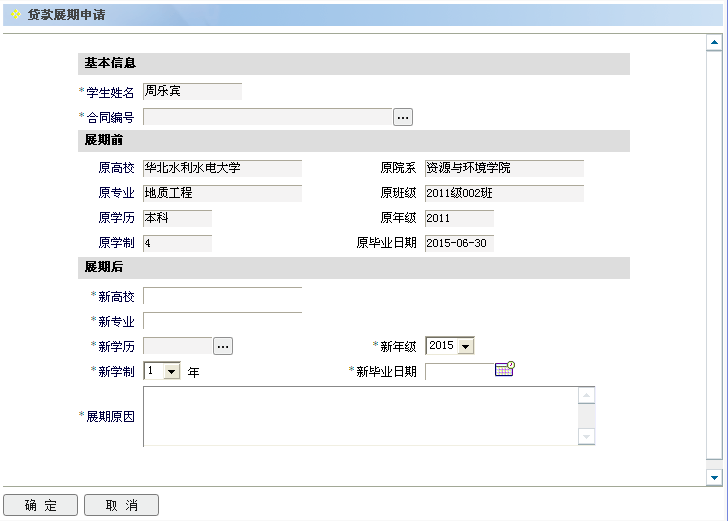 贷款展期申请
基本信息
*学生姓名 周乐宾
*合同编号 ...
展期前
原高校 华北水利水电大学 原院系 资源与环境学院
原专业 地质工程 原班级 2011级002班
原学历 本科 原年级 2011
原学制 4 原毕业日期 2015-06-30
展期后
*新高校
*新专业
*新学历 ... *新年级 2015
*新学制 1 年 *新毕业日期
*展期原因
确 定 取 消